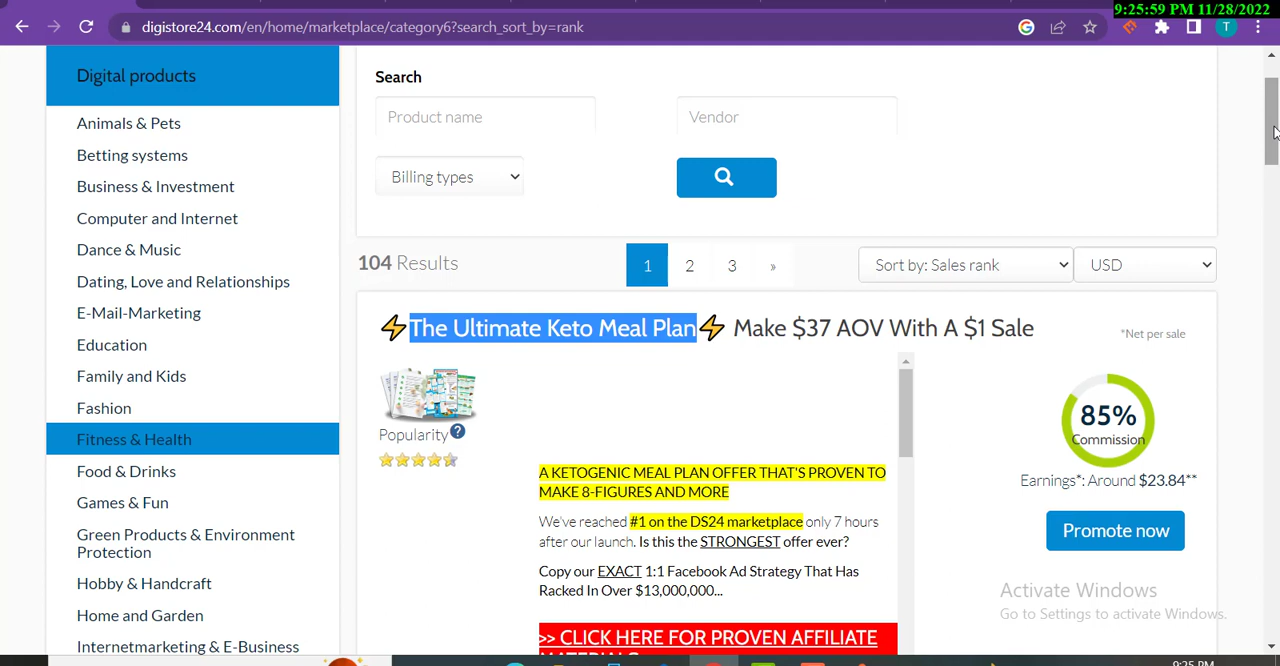 9:25:59 PM 11/28/2022
digistore24.com/en/home/marketplace/category6?search_sort_by=rank
T
Digital products
Animals & Pets
Betting systems
Business & Investment
Computer and Internet
Dance & Music
Dating, Love and Relationships
E-Mail-Marketing
Education
Family and Kids
Fashion
Fitness & Health
Food & Drinks
Games & Fun
Green Products & Environment
Protection
Hobby & Handcraft
Home and Garden
Internetmarketing & E-Business
Search
Product name
Vendor
Billing types
104 Results
1 2 3 »
Sort by: Sales rank
USD
⚡The Ultimate Keto Meal Plan⚡ Make $37 AOV With A $1 Sale
*Net per sale
Popularity?
A KETOGENIC MEAL PLAN OFFER THAT'S PROVEN TO
MAKE 8-FIGURES AND MORE
We've reached #1 on the DS24 marketplace only 7 hours
after our launch. Is this the STRONGEST offer ever?
Copy our EXACT 1:1 Facebook Ad Strategy That Has
Racked In Over $13,000,000...
>> CLICK HERE FOR PROVEN AFFILIATE
MATERIALS
85%
Commission
Earnings*: Around $23.84**
Promote now
Activate Windows
Go to Settings to activate Windows.
9:25 PM